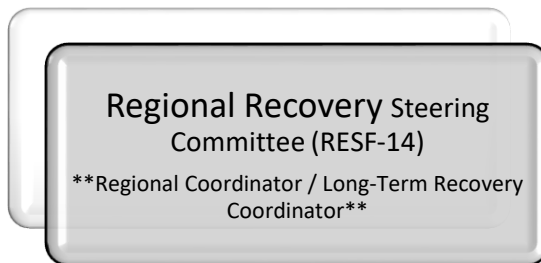 Regional Recovery Steering
Committee (RESF-14)
**Regional Coordinator / Long-Term Recovery
Coordinator**